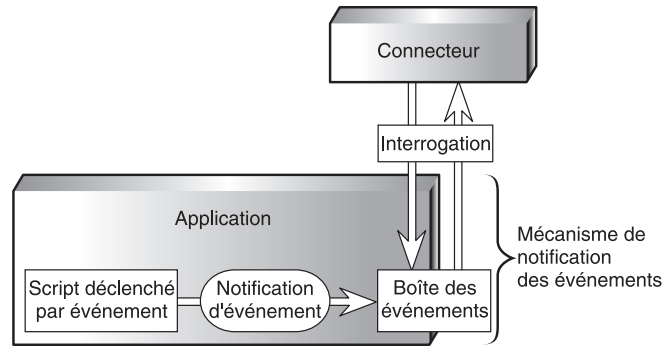 Connecteur
Interrogation
Application
Script déclenché
par événement
Notification
d'événement
Boîte des
événements
Mécanisme de
notification
des événements